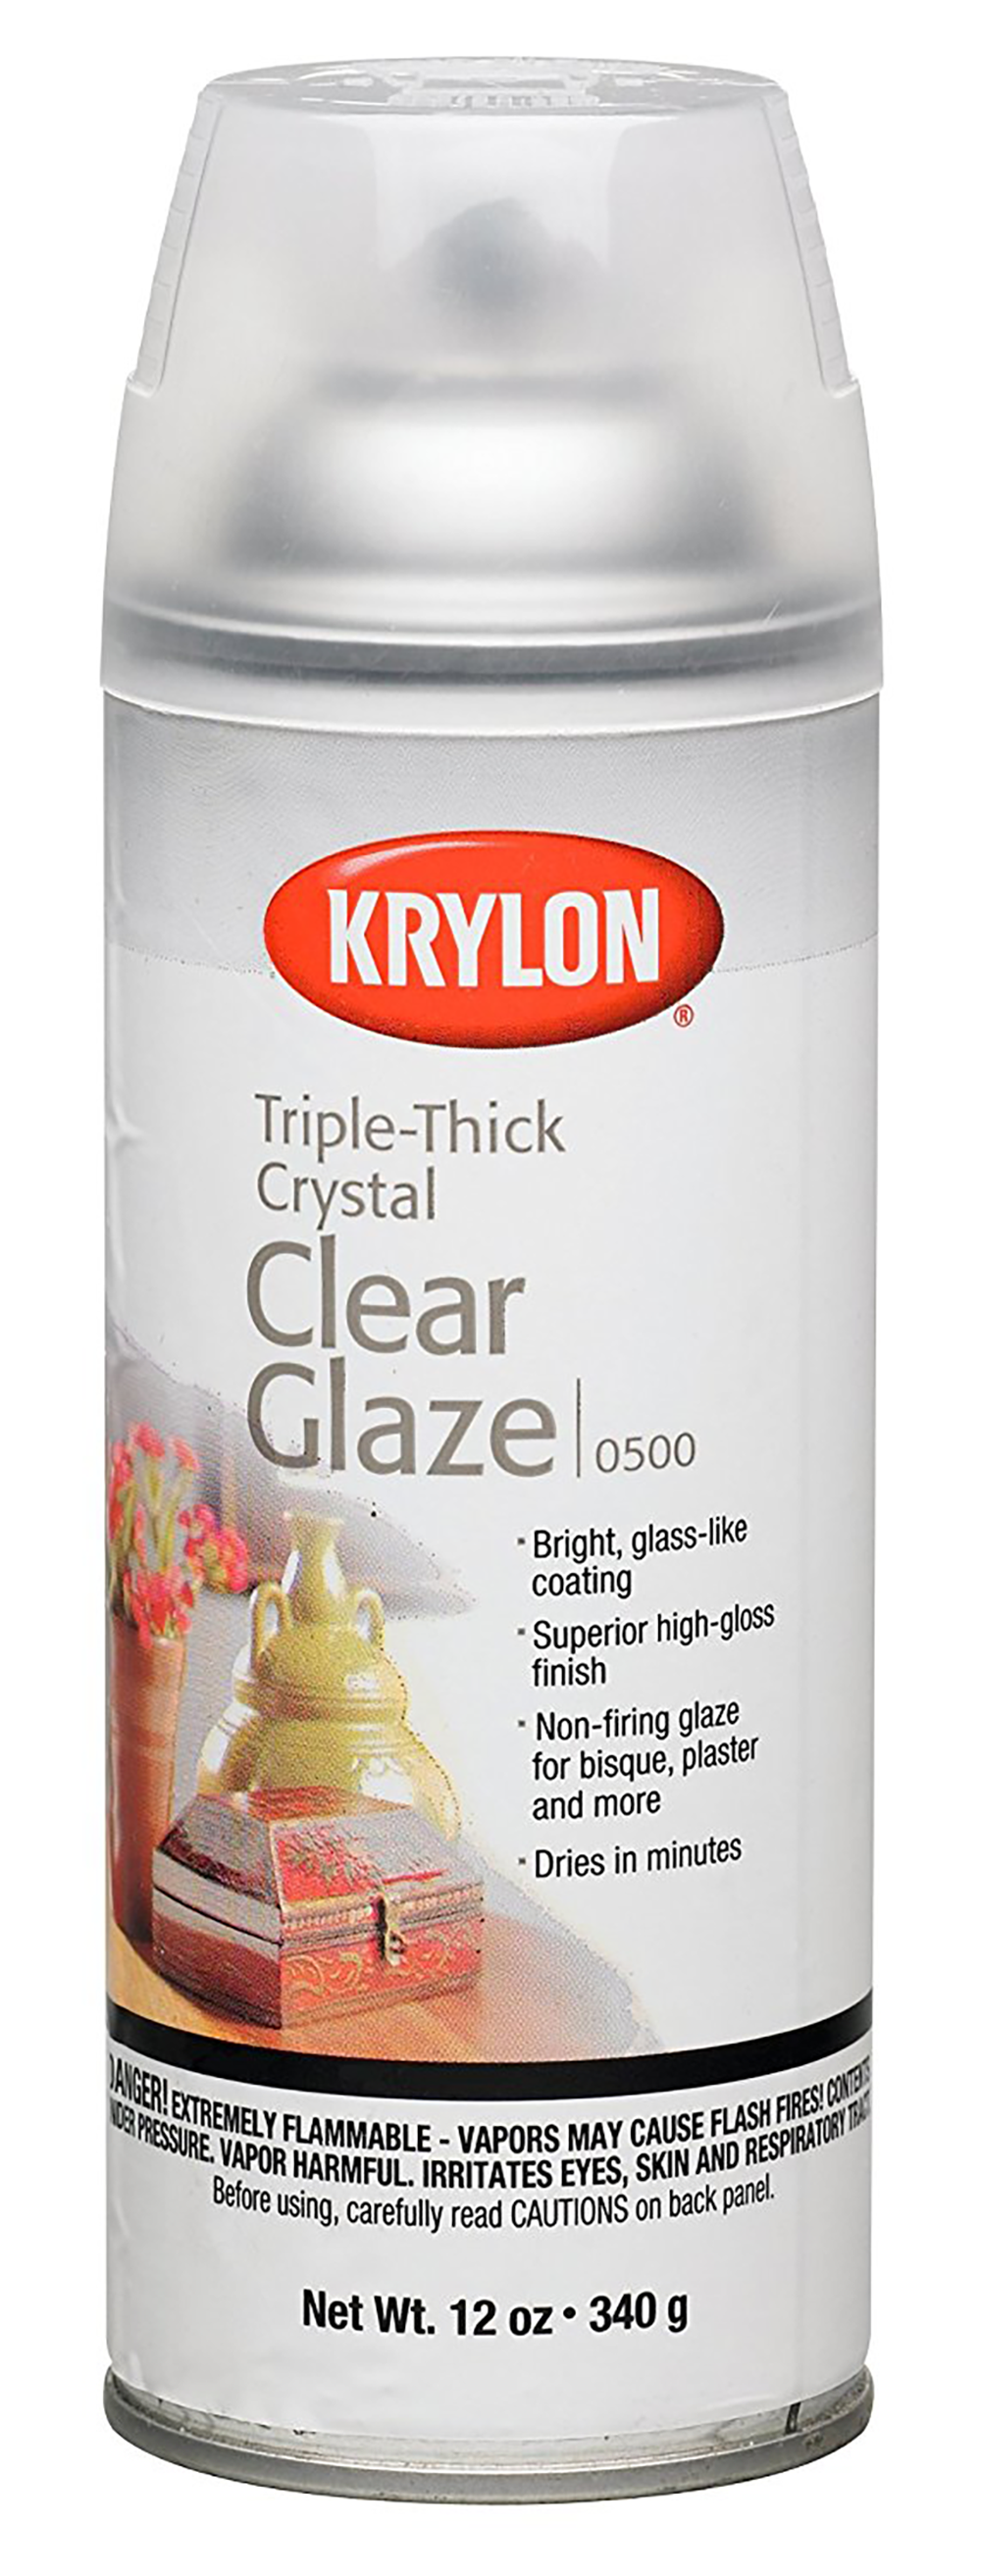 KRYLON
®
Triple-Thick
Crystal
Clear
Glaze | 0500
· Bright, glass-like
coating
· Superior high-gloss
finish
· Non-firing glaze
for bisque, plaster
and more
· Dries in minutes
DANGER! EXTREMELY FLAMMABLE - VAPORS MAY CAUSE FLASH FIRES! CONTENTS
PRESSURE. VAPOR HARMFUL. IRRITATES EYES, SKIN AND RESPIRATORY TRACT
Before using, carefully read CAUTIONS on back panel.
Net Wt. 12 oz • 340 g